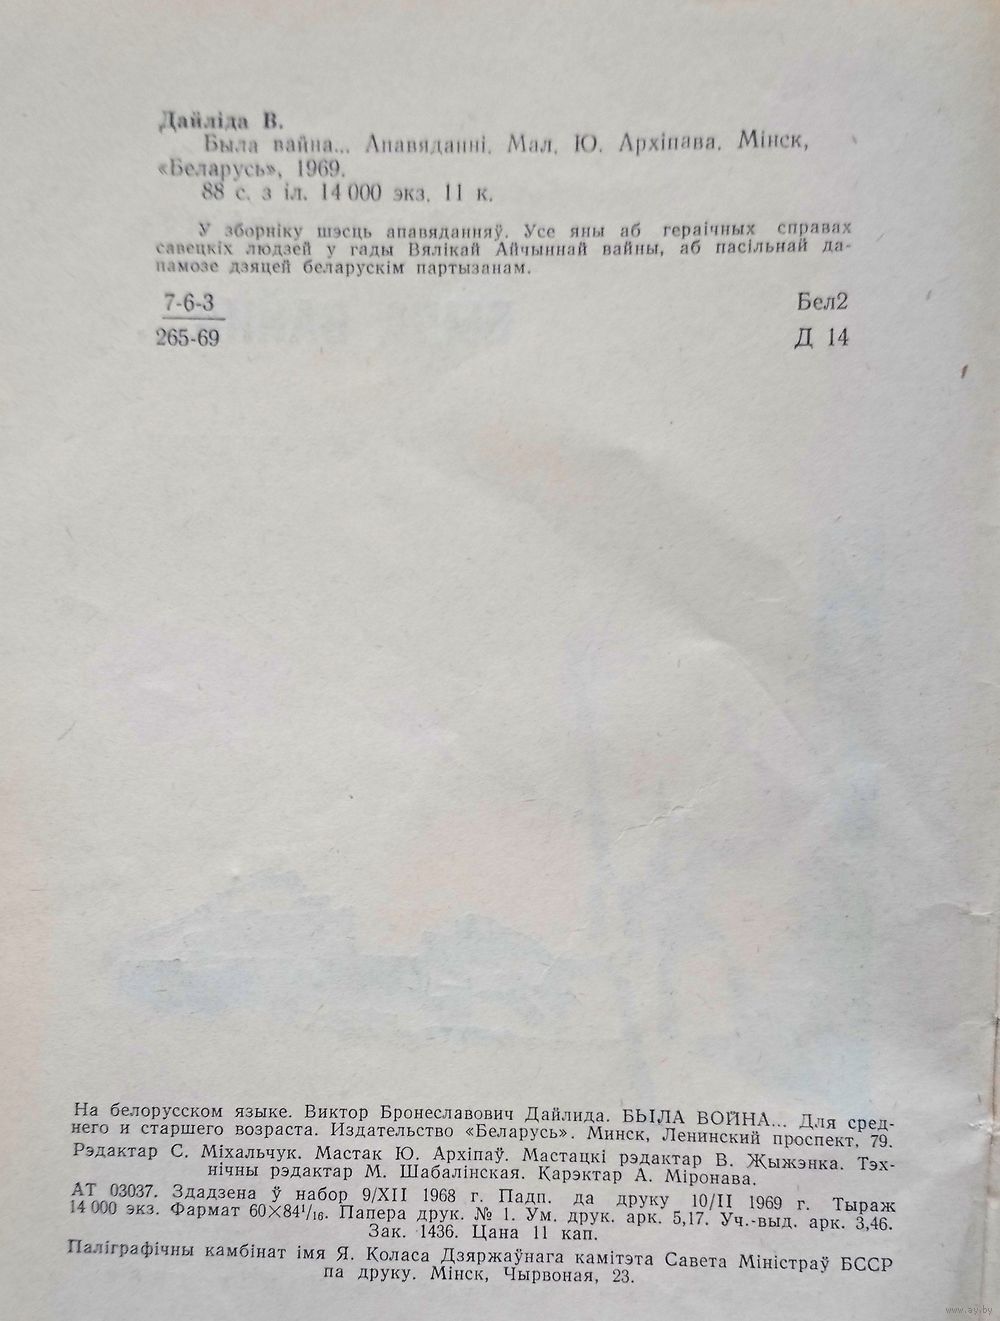 Дайліда В.
Была вайна... Апавяданні. Мал. Ю. Архіпава. Мінск,
«Беларусь», 1969.
88 с. з іл. 14 000 экз. 11 к.
У зборніку шэсць апавяданняў. Усе яны аб гераічных справах
савецкіх людзей у гады Вялікай Айчыннай вайны, аб пасільнай да-
памозе дзяцей беларускім партызанам.
7-6-3 Бел2
265-69 Д 14
На белорусском языке. Виктор Брониславович Дайлида. БЫЛА ВОЙНА... Для сред-
него и старшего возраста. Издательство «Беларусь». Минск, Ленинский проспект, 79.
Рэдактар С. Міхальчук. Мастак Ю. Архіпаў. Мастацкі рэдактар В. Жыжэнка. Тэх-
нічны рэдактар М. Шабалінская. Карэктар А. Міронава.
АТ 03037. Здадзена ў набор 9/XII 1968 г. Падп. да друку 10/II 1969 г. Тыраж
14 000 экз. Фармат 60×84¹/₁₆. Папера друк. № 1. Ум. друк. арк. 5,17. Уч.-выд. арк. 3,46.
Зак. 1436. Цана 11 кап.
Паліграфічны камбінат імя Я. Коласа Дзяржаўнага камітэта Савета Міністраў БССР
па друку. Мінск, Чырвоная, 23.
www.ay.by